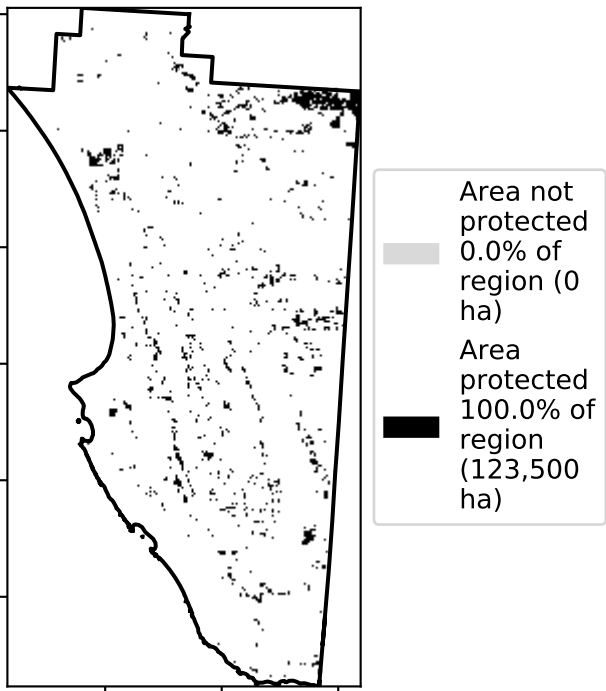 Area not
protected
0.0% of
region (0
ha)
Area
protected
100.0% of
region
(123,500
ha)